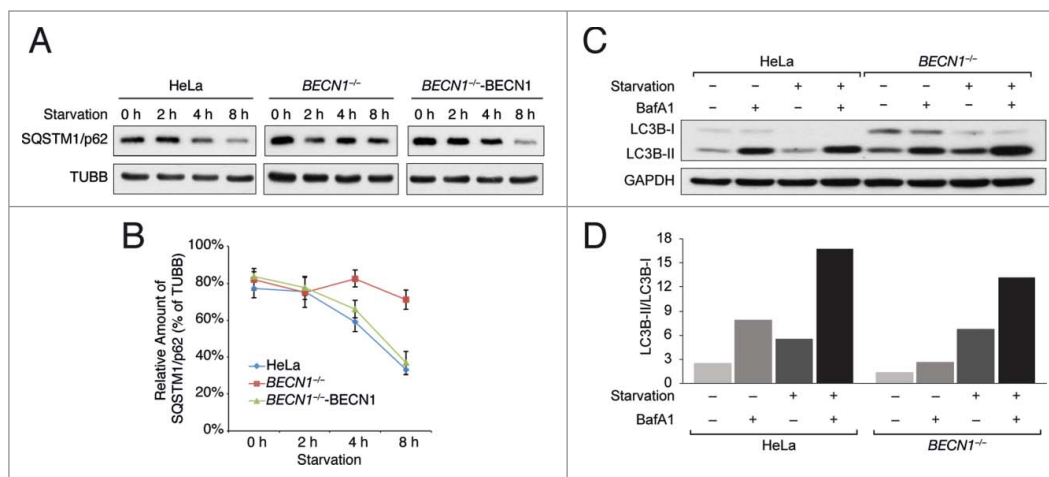 A
HeLa BECN1⁻/⁻ BECN1⁻/⁻-BECN1
Starvation 0 h 2 h 4 h 8 h 0 h 2 h 4 h 8 h 0 h 2 h 4 h 8 h
SQSTM1/p62
TUBB
B
Relative Amount of
SQSTM1/p62 (% of TUBB)
100%
80%
60%
40%
20%
0%
HeLa
BECN1⁻/⁻
BECN1⁻/⁻-BECN1
0 h 2 h 4 h 8 h
Starvation
C
HeLa BECN1⁻/⁻
Starvation – – + + – – + +
BafA1 – + – + – + – +
LC3B-I
LC3B-II
GAPDH
D
LC3B-II/LC3B-I
18
15
12
9
6
3
0
Starvation – – + + – – + +
BafA1 – + – + – + – +
HeLa BECN1⁻/⁻